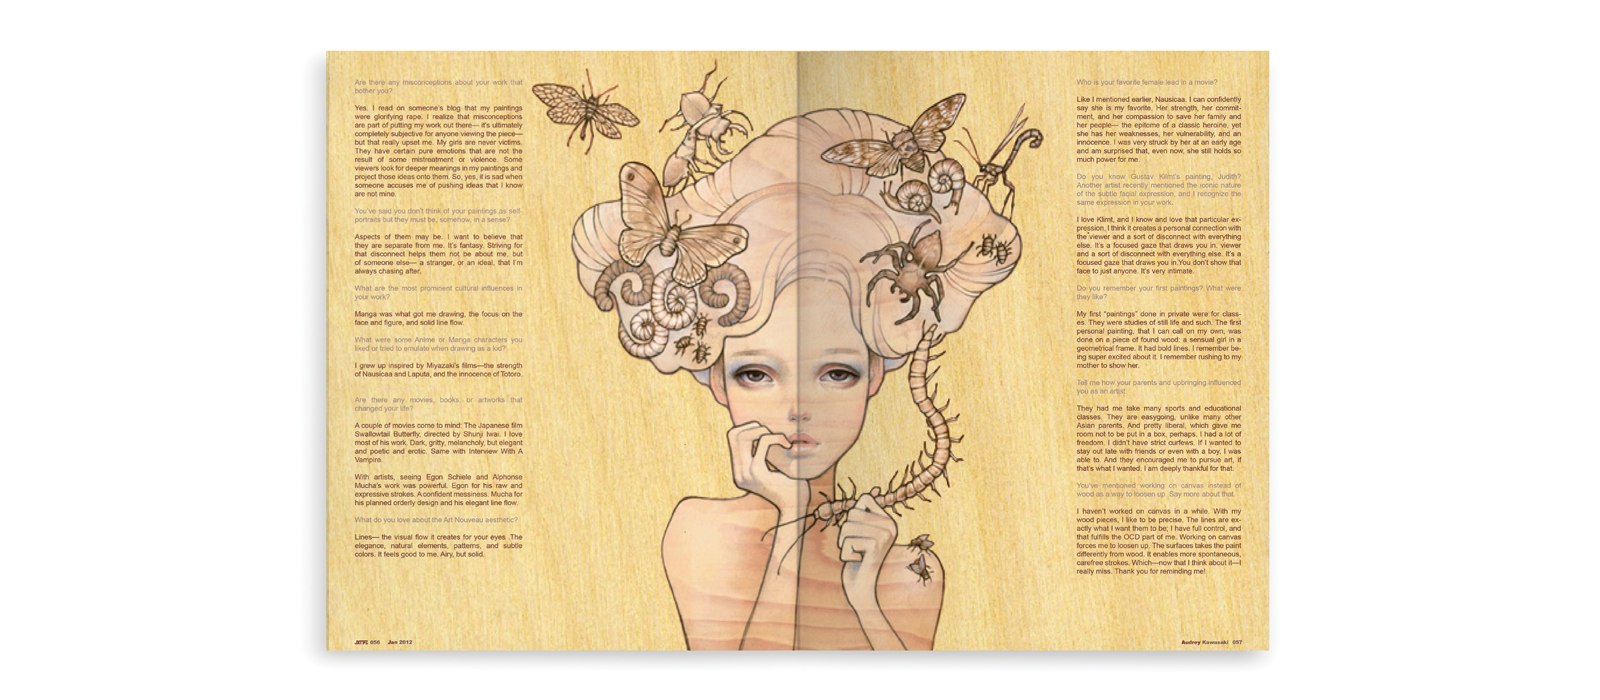 Are there any misconceptions about your work that
bother you?
Yes. I read on someone's blog that my paintings
were glorifying rape. I realize that misconceptions
are part of putting my work out there— it's ultimately
completely subjective for anyone viewing the piece—
but that really upset me. My girls are never victims.
They have certain pure emotions that are not the
result of some mistreatment or violence. Some
viewers look for deeper meanings in my paintings and
project those ideas onto them. So, yes, it is sad when
someone accuses me of pushing ideas that I know
are not mine.
You've said you don't think of your paintings as self-
portraits but they must be, somehow, in a sense?
Aspects of them may be. I want to believe that
they are separate from me. It's fantasy. Striving for
that disconnect helps them not be about me, but
of someone else— a stranger, or an ideal, that I'm
always chasing after.
What are the most prominent cultural influences in
your work?
Manga was what got me drawing, the focus on the
face and figure, and solid line flow.
What were some Anime or Manga characters you
liked or tried to emulate when drawing as a kid?
I grew up inspired by Miyazaki's films—the strength
of Nausicaa and Laputa, and the innocence of Totoro.
Are there any movies, books, or artworks that
changed your life?
A couple of movies come to mind: The Japanese film
Swallowtail Butterfly, directed by Shunji Iwai. I love
most of his work. Dark, gritty, melancholy, but elegant
and poetic and erotic. Same with Interview With A
Vampire.
With artists, seeing Egon Schiele and Alphonse
Mucha's work was powerful. Egon for his raw and
expressive strokes. A confident messiness. Mucha for
his planned orderly design and his elegant line flow.
What do you love about the Art Nouveau aesthetic?
Lines— the visual flow it creates for your eyes .The
elegance, natural elements, patterns, and subtle
colors. It feels good to me. Airy, but solid.
056 Jan 2012
Who is your favorite female lead in a movie?
Like I mentioned earlier, Nausicaa. I can confidently
say she is my favorite. Her strength, her commit-
ment, and her compassion to save her family and
her people— the epitome of a classic heroine, yet
she has her weaknesses, her vulnerability, and an
innocence. I was very struck by her at an early age
and am surprised that, even now, she still holds so
much power for me.
Do you know Gustav Klimt's painting, Judith?
Another artist recently mentioned the iconic nature
of the subtle facial expression, and I recognize the
same expression in your work.
I love Klimt, and I know and love that particular ex-
pression. I think it creates a personal connection with
the viewer and a sort of disconnect with everything
else. It's a focused gaze that draws you in. viewer
and a sort of disconnect with everything else. It's a
focused gaze that draws you in.You don't show that
face to just anyone. It's very intimate.
Do you remember your first paintings? What were
they like?
My first "paintings" done in private were for class-
es. They were studies of still life and such. The first
personal painting, that I can call on my own, was
done on a piece of found wood: a sensual girl in a
geometrical frame. It had bold lines. I remember be-
ing super excited about it. I remember rushing to my
mother to show her.
Tell me how your parents and upbringing influenced
you as an artist.
They had me take many sports and educational
classes. They are easygoing, unlike many other
Asian parents. And pretty liberal, which gave me
room not to be put in a box, perhaps. I had a lot of
freedom. I didn't have strict curfews. If I wanted to
stay out late with friends or even with a boy, I was
able to. And they encouraged me to pursue art, if
that's what I wanted. I am deeply thankful for that.
You've mentioned working on canvas instead of
wood as a way to loosen up. Say more about that.
I haven't worked on canvas in a while. With my
wood pieces, I like to be precise. The lines are ex-
actly what I want them to be; I have full control, and
that fulfills the OCD part of me. Working on canvas
forces me to loosen up. The surfaces takes the paint
differently from wood. It enables more spontaneous,
carefree strokes. Which—now that I think about it—I
really miss. Thank you for reminding me!
Audrey Kawasaki 057